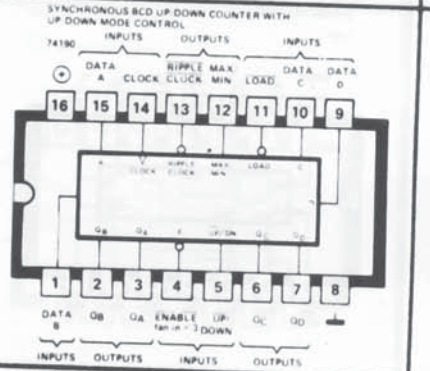 SYNCHRONOUS BCD UP DOWN COUNTER WITH
UP DOWN MODE CONTROL
74190
INPUTS OUTPUTS INPUTS
DATA A CLOCK RIPPLE CLOCK MAX MIN LOAD DATA C DATA D
16 15 14 13 12 11 10 9
A CLOCK RIPPLE CLOCK MAX MIN LOAD C
QB QA E UP/DN QC QD
1 2 3 4 5 6 7 8
DATA B QB QA ENABLE fan in = 3 UP/ DOWN QC QD
INPUTS OUTPUTS INPUTS OUTPUTS